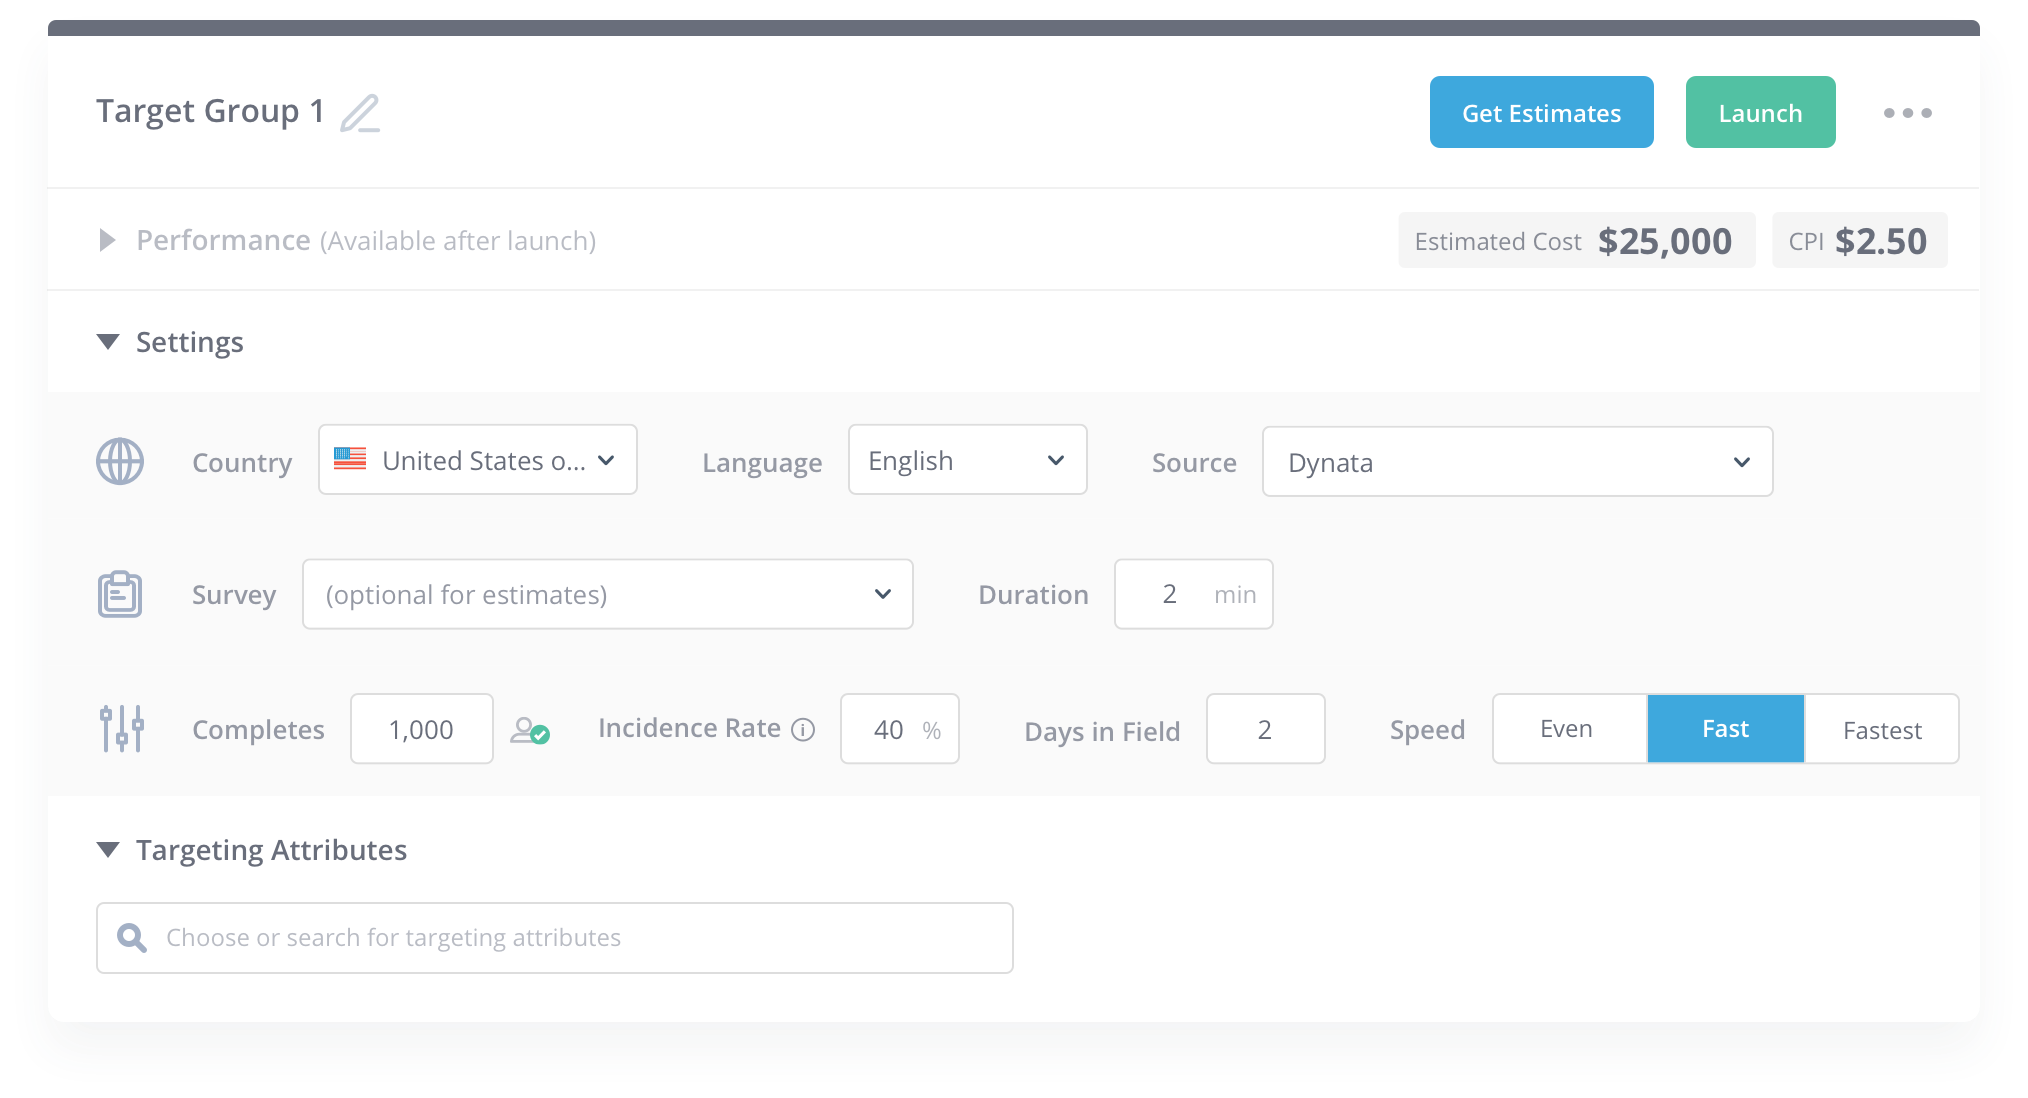 Target Group 1
Get Estimates
Launch
Performance (Available after launch)
Estimated Cost $25,000
CPI $2.50
Settings
Country
United States o...
Language
English
Source
Dynata
Survey
(optional for estimates)
Duration
2 min
Completes
1,000
Incidence Rate
40 %
Days in Field
2
Speed
Even
Fast
Fastest
Targeting Attributes
Choose or search for targeting attributes